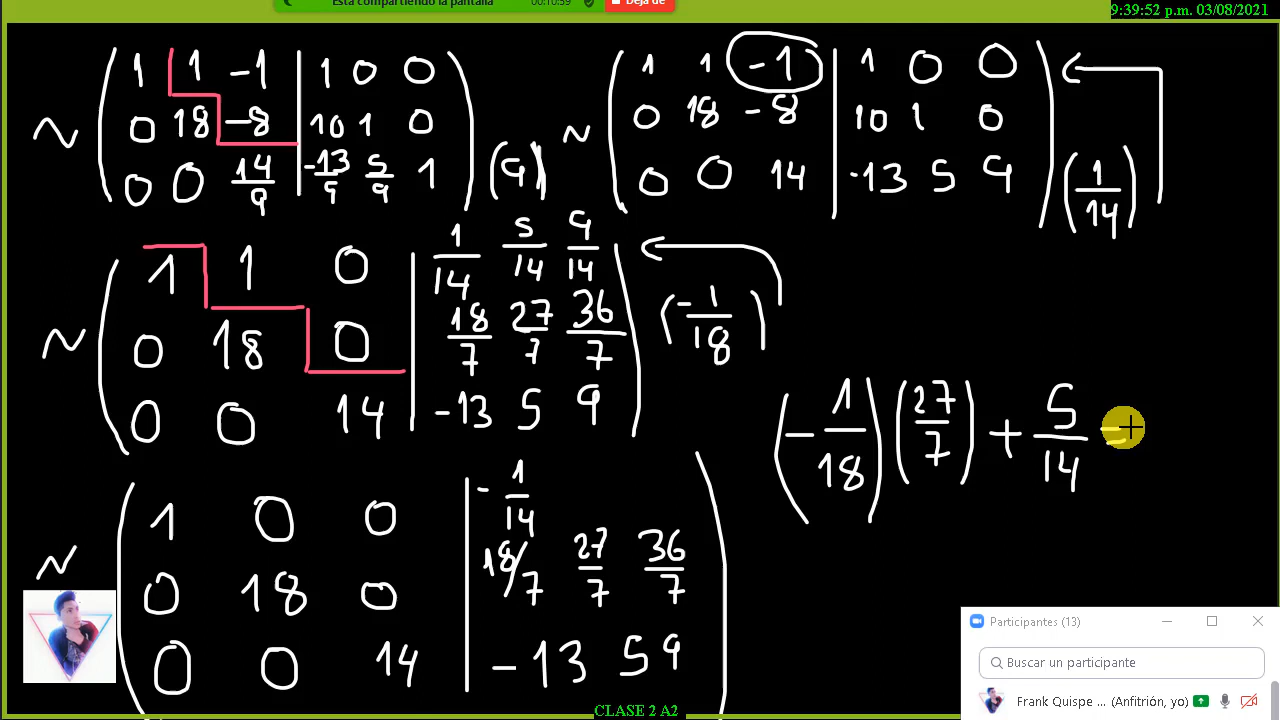 Está compartiendo la pantalla 00:10:59 Deja de
9:39:52 p.m. 03/08/2021
~ ( 1 1 -1 | 1 0 0 )
( 0 18 -8 | 10 1 0 )
( 0 0 14/9 | -13/9 5/9 1 ) (9)
~ ( 1 1 -1 | 1 0 0 )
( 0 18 -8 | 10 1 0 )
( 0 0 14 | -13 5 9 ) (1/14)
~ ( 1 1 0 | 1/14 5/14 9/14 )
( 0 18 0 | 18/7 27/7 36/7 ) (-1/18)
( 0 0 14 | -13 5 9 )
(-1/18) (27/7) + 5/14 =
~ ( 1 0 0 | -1/14 )
( 0 18 0 | 18/7 27/7 36/7 )
( 0 0 14 | -13 5 9 )
Participantes (13)
Buscar un participante
Frank Quispe ... (Anfitrión, yo)
CLASE 2 A2